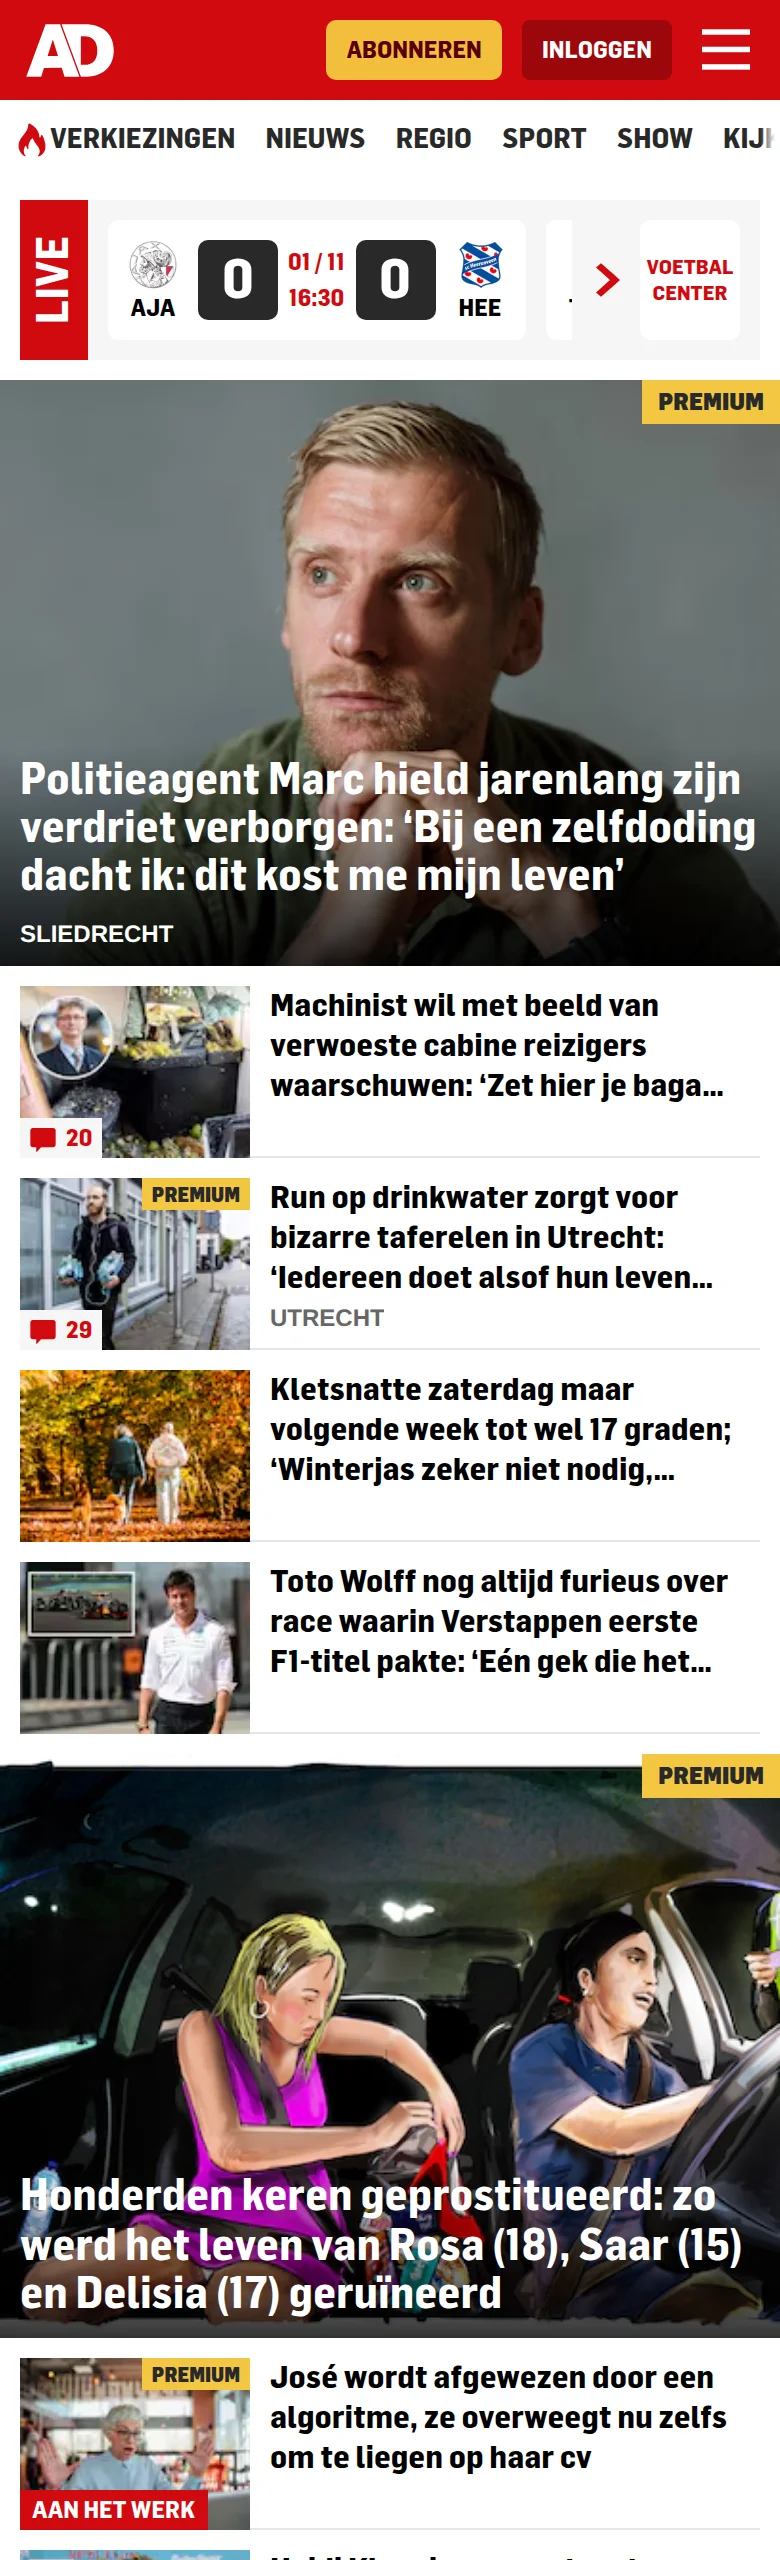 AD
ABONNEREN
INLOGGEN
VERKIEZINGEN NIEUWS REGIO SPORT SHOW
LIVE
AJA
0
01 / 11
16:30
0
HEE
VOETBAL
CENTER
PREMIUM
Politieagent Marc hield jarenlang zijn
verdriet verborgen: ‘Bij een zelfdoding
dacht ik: dit kost me mijn leven’
SLIEDRECHT
20
Machinist wil met beeld van
verwoeste cabine reizigers
waarschuwen: ‘Zet hier je baga...
PREMIUM
29
Run op drinkwater zorgt voor
bizarre taferelen in Utrecht:
‘Iedereen doet alsof hun leven...
UTRECHT
Kletsnatte zaterdag maar
volgende week tot wel 17 graden;
‘Winterjas zeker niet nodig,...
Toto Wolff nog altijd furieus over
race waarin Verstappen eerste
F1-titel pakte: ‘Eén gek die het...
PREMIUM
Honderden keren geprostitueerd: zo
werd het leven van Rosa (18), Saar (15)
en Delisia (17) geruïneerd
PREMIUM
AAN HET WERK
José wordt afgewezen door een
algoritme, ze overweegt nu zelfs
om te liegen op haar cv